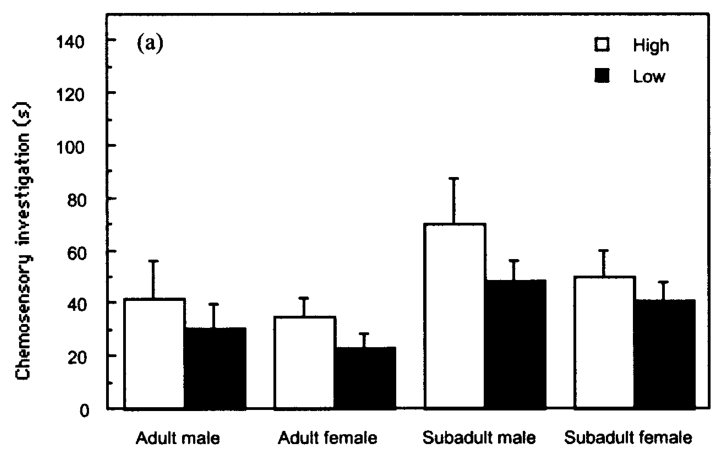 (a)
High
Low
Chemosensory investigation (s)
140
120
100
80
60
40
20
0
Adult male
Adult female
Subadult male
Subadult female